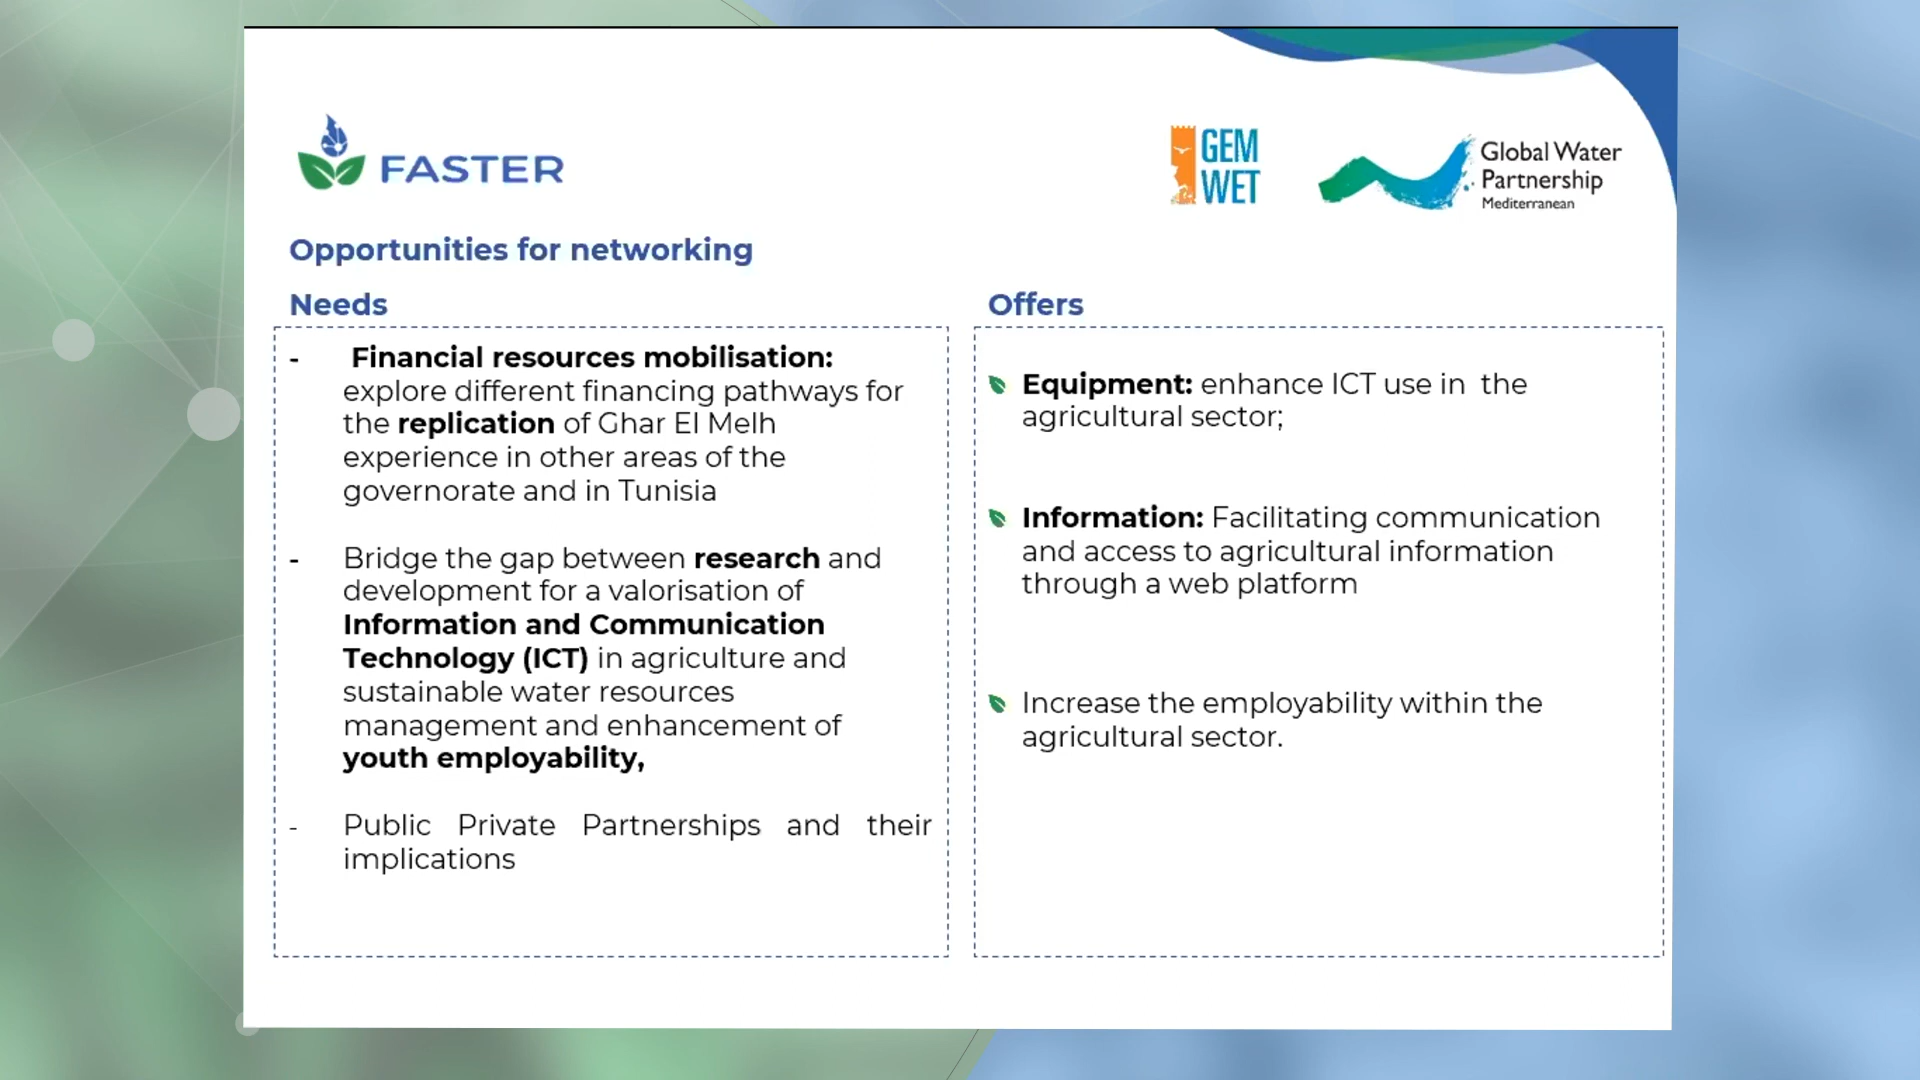 FASTER
GEM
WET
Global Water
Partnership
Mediterranean
Opportunities for networking
Needs
- Financial resources mobilisation:
explore different financing pathways for
the replication of Ghar El Melh
experience in other areas of the
governorate and in Tunisia
- Bridge the gap between research and
development for a valorisation of
Information and Communication
Technology (ICT) in agriculture and
sustainable water resources
management and enhancement of
youth employability,
- Public Private Partnerships and their
implications
Offers
Equipment: enhance ICT use in the
agricultural sector;
Information: Facilitating communication
and access to agricultural information
through a web platform
Increase the employability within the
agricultural sector.